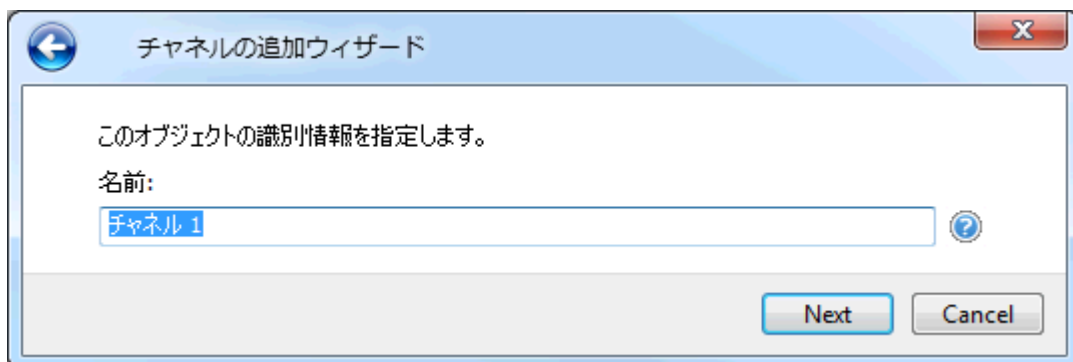 チャネルの追加ウィザード
このオブジェクトの識別情報を指定します。
名前:
チャネル 1
Next
Cancel